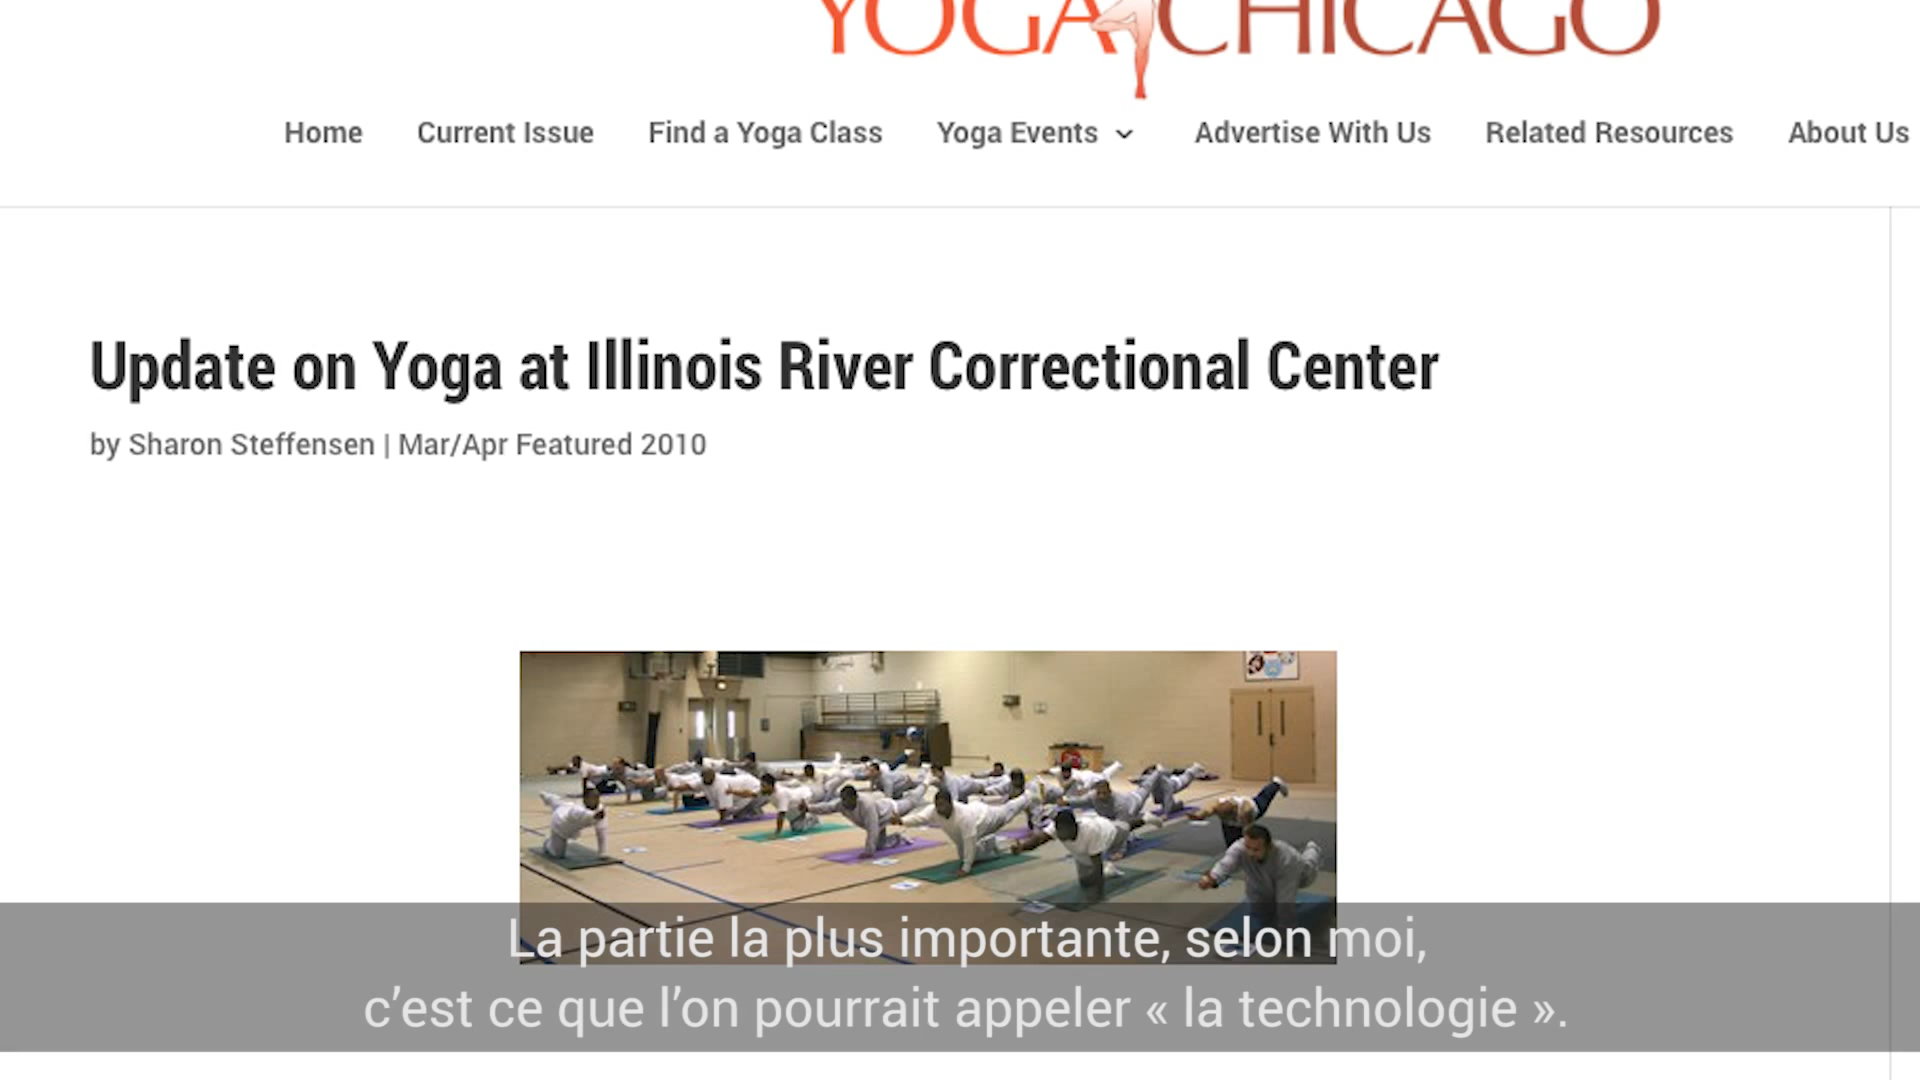 YOGA CHICAGO
Home Current Issue Find a Yoga Class Yoga Events Advertise With Us Related Resources About Us
Update on Yoga at Illinois River Correctional Center
by Sharon Steffensen | Mar/Apr Featured 2010
La partie la plus importante, selon moi,
c’est ce que l’on pourrait appeler « la technologie ».